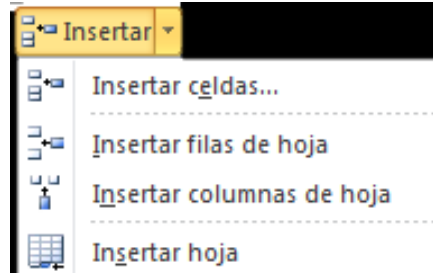 Insertar
Insertar celdas...
Insertar filas de hoja
Insertar columnas de hoja
Insertar hoja